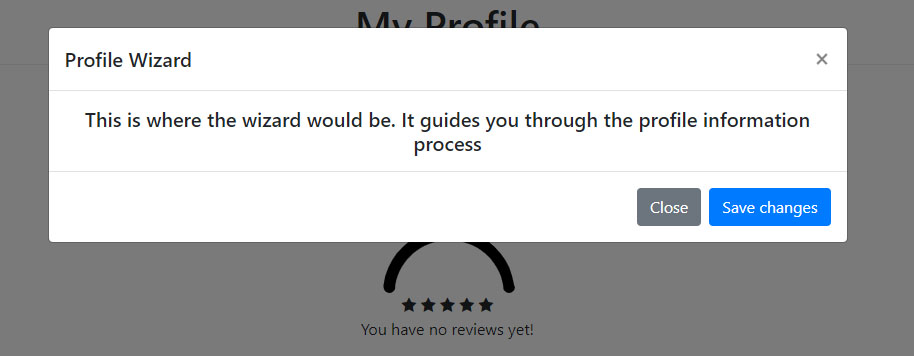 My Profile
Profile Wizard
×
This is where the wizard would be. It guides you through the profile information
process
Close
Save changes
You have no reviews yet!